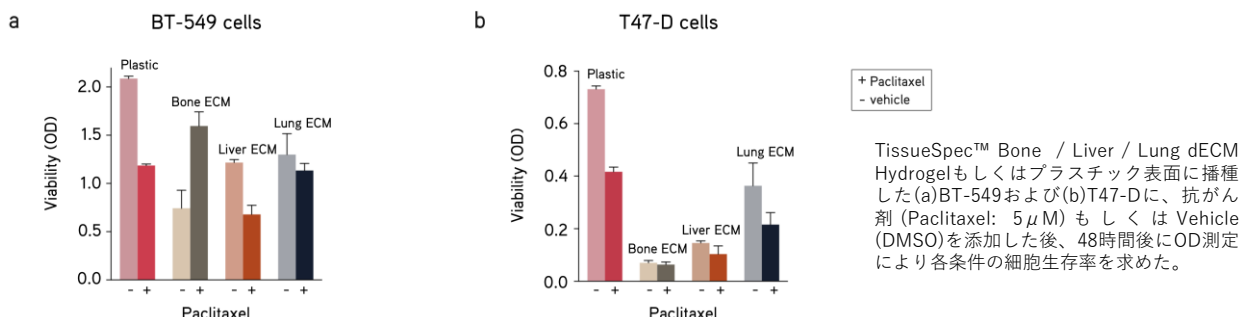 a
BT-549 cells
Viability (OD)
2.0
1.5
1.0
0.5
0.0
Plastic
Bone ECM
Liver ECM
Lung ECM
- + - + - + - +
Paclitaxel
b
T47-D cells
Viability (OD)
0.8
0.6
0.4
0.2
0.0
Plastic
Bone ECM
Liver ECM
Lung ECM
- + - + - + - +
Paclitaxel
+ Paclitaxel
- vehicle
TissueSpec™ Bone / Liver / Lung dECM
Hydrogelもしくはプラスチック表面に播種
した(a)BT-549および(b)T47-Dに、抗がん
剤 (Paclitaxel: 5μM) もしくは Vehicle
(DMSO)を添加した後、48時間後にOD測定
により各条件の細胞生存率を求めた。